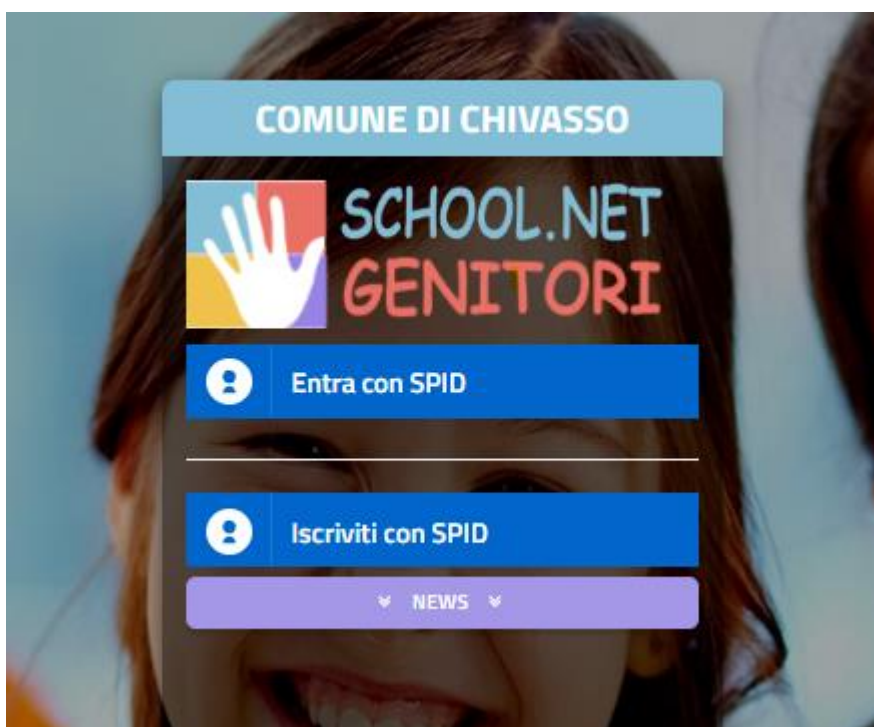 COMUNE DI CHIVASSO
SCHOOL.NET
GENITORI
Entra con SPID
Iscriviti con SPID
NEWS